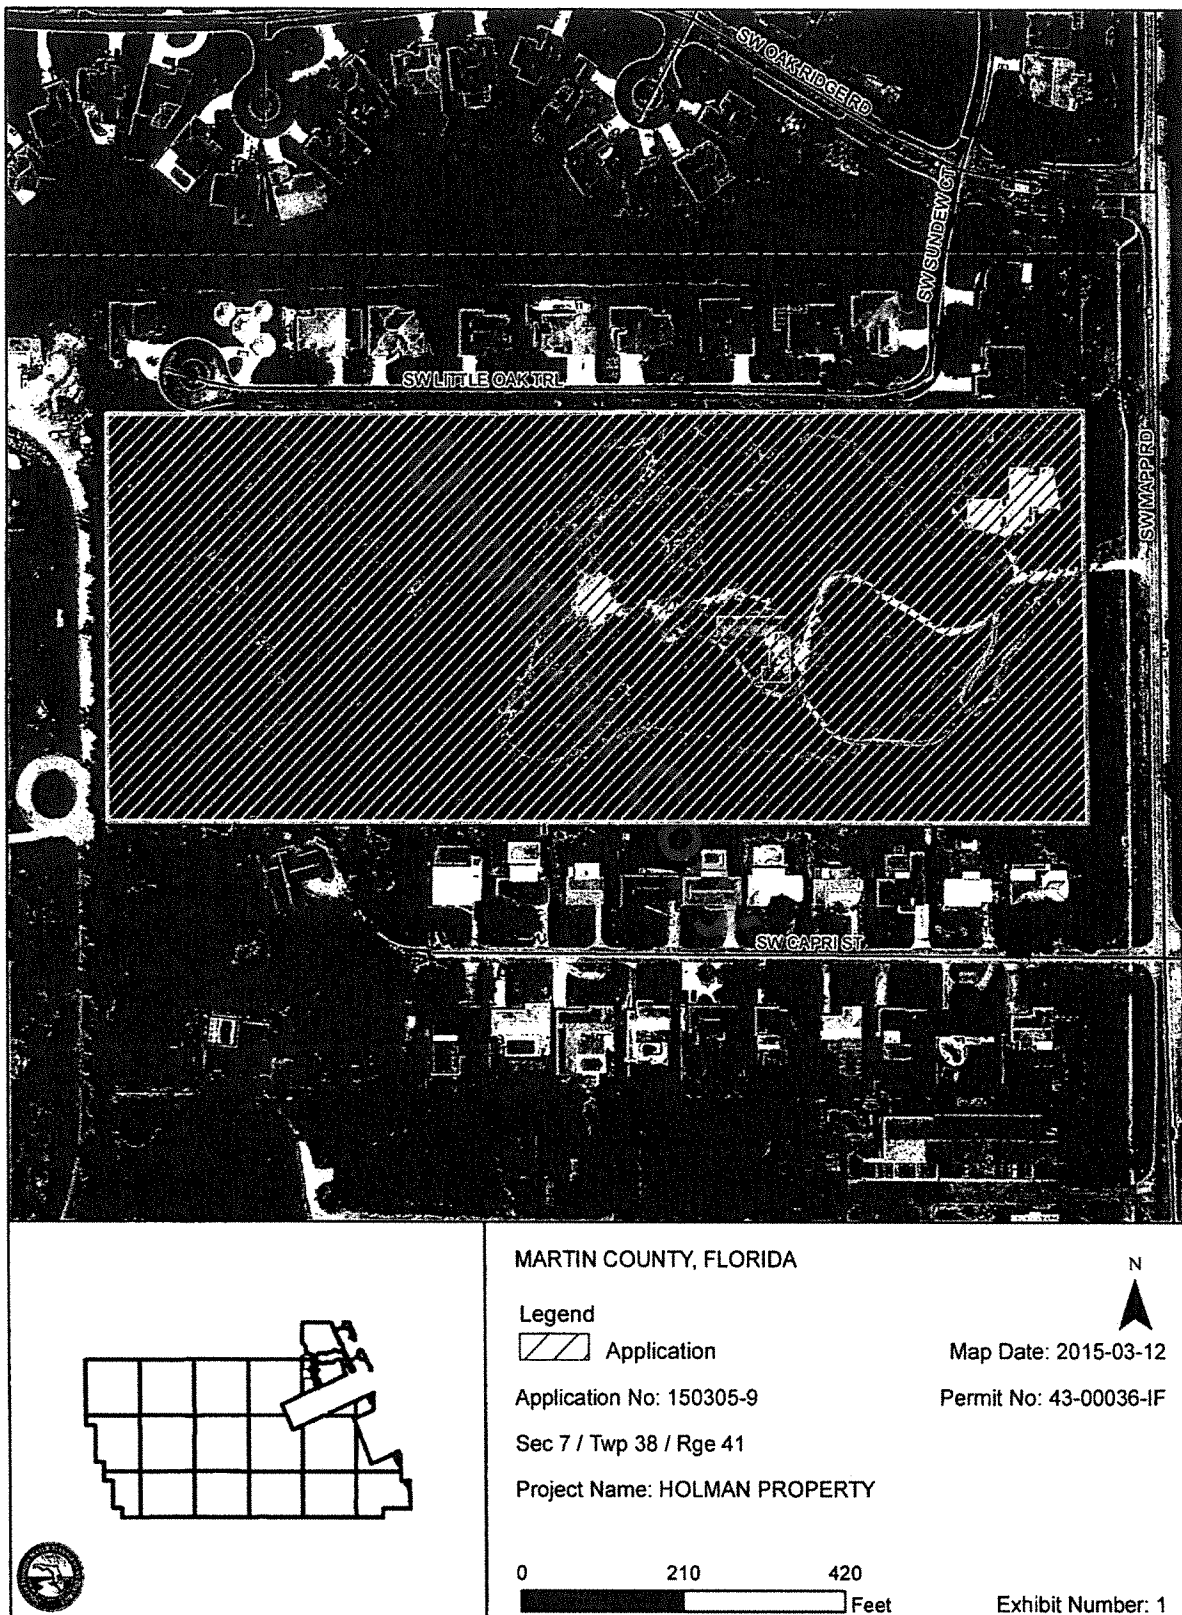 SW OAK RIDGE RD
SW SUNDEW CT
SW LITTLE OAK TRL
SW MAPP RD
SW CAPRI ST
MARTIN COUNTY, FLORIDA
N
Legend
Application
Map Date: 2015-03-12
Application No: 150305-9
Permit No: 43-00036-IF
Sec 7 / Twp 38 / Rge 41
Project Name: HOLMAN PROPERTY
0 210 420
Feet
Exhibit Number: 1